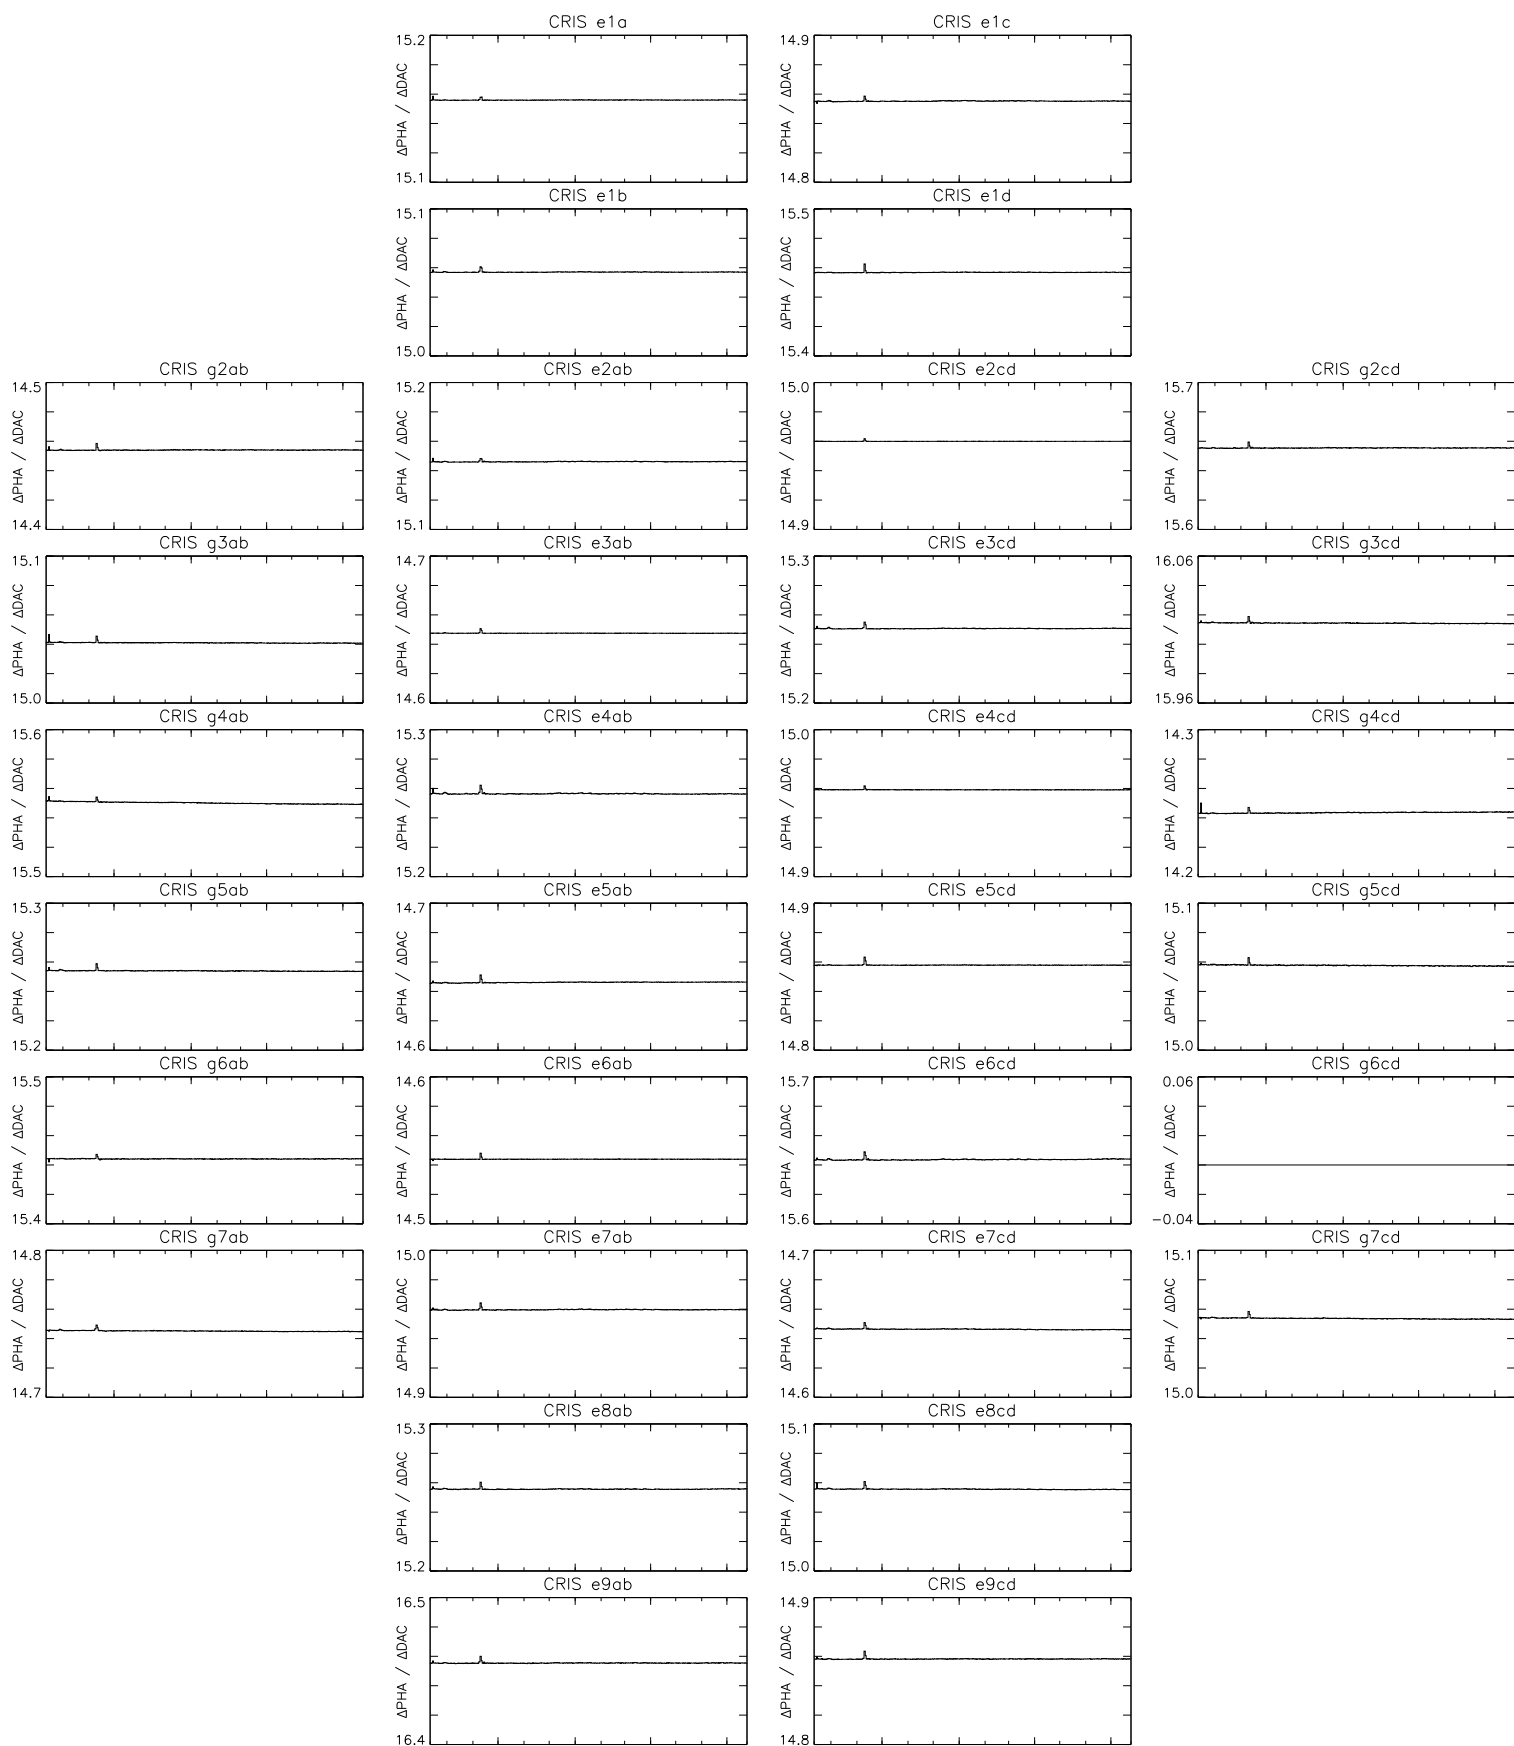 CRIS e1a
CRIS e1c
15.2
ΔPHA / ΔDAC
15.1
14.9
ΔPHA / ΔDAC
14.8
CRIS e1b
CRIS e1d
15.1
ΔPHA / ΔDAC
15.0
15.5
ΔPHA / ΔDAC
15.4
CRIS g2ab
CRIS e2ab
CRIS e2cd
CRIS g2cd
14.5
ΔPHA / ΔDAC
14.4
15.2
ΔPHA / ΔDAC
15.1
15.0
ΔPHA / ΔDAC
14.9
15.7
ΔPHA / ΔDAC
15.6
CRIS g3ab
CRIS e3ab
CRIS e3cd
CRIS g3cd
15.1
ΔPHA / ΔDAC
15.0
14.7
ΔPHA / ΔDAC
14.6
15.3
ΔPHA / ΔDAC
15.2
16.06
ΔPHA / ΔDAC
15.96
CRIS g4ab
CRIS e4ab
CRIS e4cd
CRIS g4cd
15.6
ΔPHA / ΔDAC
15.5
15.3
ΔPHA / ΔDAC
15.2
15.0
ΔPHA / ΔDAC
14.9
14.3
ΔPHA / ΔDAC
14.2
CRIS g5ab
CRIS e5ab
CRIS e5cd
CRIS g5cd
15.3
ΔPHA / ΔDAC
15.2
14.7
ΔPHA / ΔDAC
14.6
14.9
ΔPHA / ΔDAC
14.8
15.1
ΔPHA / ΔDAC
15.0
CRIS g6ab
CRIS e6ab
CRIS e6cd
CRIS g6cd
15.5
ΔPHA / ΔDAC
15.4
14.6
ΔPHA / ΔDAC
14.5
15.7
ΔPHA / ΔDAC
15.6
0.06
ΔPHA / ΔDAC
−0.04
CRIS g7ab
CRIS e7ab
CRIS e7cd
CRIS g7cd
14.8
ΔPHA / ΔDAC
14.7
15.0
ΔPHA / ΔDAC
14.9
14.7
ΔPHA / ΔDAC
14.6
15.1
ΔPHA / ΔDAC
15.0
CRIS e8ab
CRIS e8cd
15.3
ΔPHA / ΔDAC
15.2
15.1
ΔPHA / ΔDAC
15.0
CRIS e9ab
CRIS e9cd
16.5
ΔPHA / ΔDAC
16.4
14.9
ΔPHA / ΔDAC
14.8